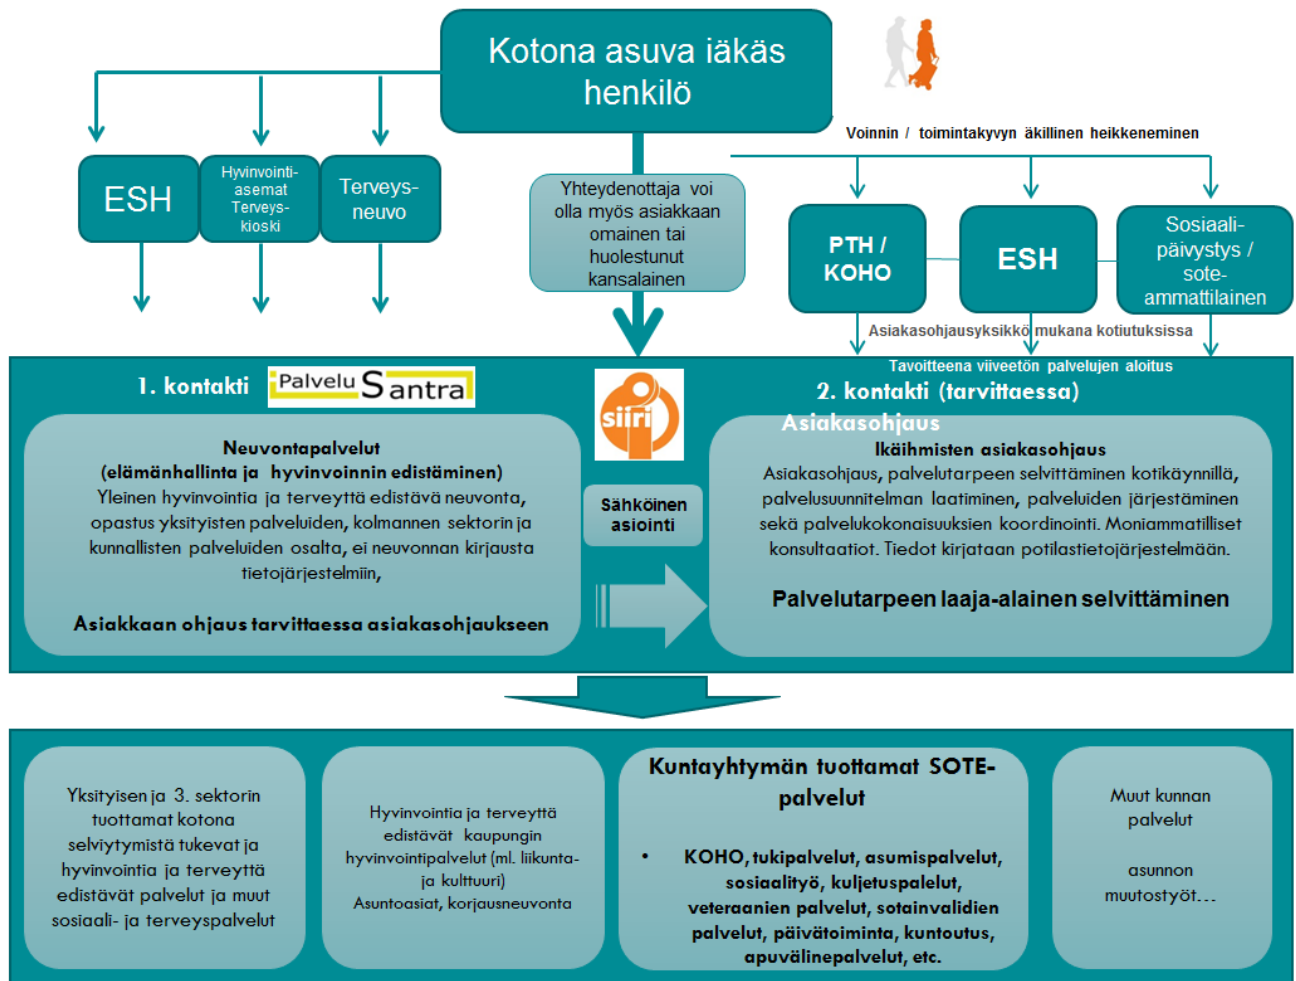 Kotona asuva iäkäs
henkilö
Voinnin / toimintakyvyn äkillinen heikkeneminen
ESH
Hyvinvointi-
asemat
Terveys-
kioski
Terveys-
neuvo
Yhteydenottaja voi
olla myös asiakkaan
omainen tai
huolestunut
kansalainen
PTH /
KOHO
ESH
Sosiaali-
päivystys /
sote-
ammattilainen
Asiakasohjausyksikkö mukana kotiutuksissa
Tavoitteena viiveetön palvelujen aloitus
1. kontakti
Palvelu Santra
siiri
2. kontakti (tarvittaessa)
Asiakasohjaus
Neuvontapalvelut
(elämänhallinta ja hyvinvoinnin edistäminen)
Yleinen hyvinvointia ja terveyttä edistävä neuvonta,
opastus yksityisten palveluiden, kolmannen sektorin ja
kunnallisten palveluiden osalta, ei neuvonnan kirjausta
tietojärjestelmiin,
Asiakkaan ohjaus tarvittaessa asiakasohjaukseen
Sähköinen
asiointi
Ikäihmisten asiakasohjaus
Asiakasohjaus, palvelutarpeen selvittäminen kotikäynnillä,
palvelusuunnitelman laatiminen, palveluiden järjestäminen
sekä palvelukokonaisuuksien koordinointi. Moniammatilliset
konsultaatiot. Tiedot kirjataan potilastietojärjestelmään.
Palvelutarpeen laaja-alainen selvittäminen
Yksityisen ja 3. sektorin
tuottamat kotona
selviytymistä tukevat ja
hyvinvointia ja terveyttä
edistävät palvelut ja muut
sosiaali- ja terveyspalvelut
Hyvinvointia ja terveyttä
edistävät kaupungin
hyvinvointipalvelut (ml. liikunta-
ja kulttuuri)
Asuntoasiat, korjausneuvonta
Kuntayhtymän tuottamat SOTE-
palvelut
• KOHO, tukipalvelut, asumispalvelut,
sosiaalityö, kuljetuspalelut,
veteraanien palvelut, sotainvalidien
palvelut, päivätoiminta, kuntoutus,
apuvälinepalvelut, etc.
Muut kunnan
palvelut
asunnon
muutostyöt...